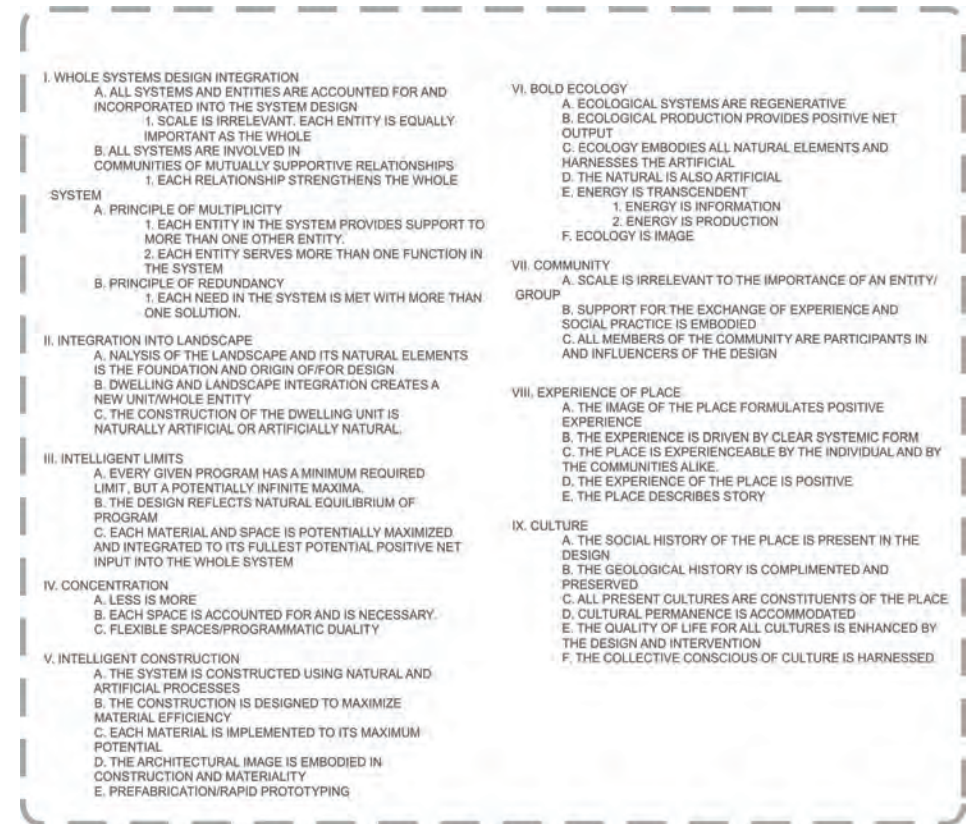 I. WHOLE SYSTEMS DESIGN INTEGRATION
A. ALL SYSTEMS AND ENTITIES ARE ACCOUNTED FOR AND
INCORPORATED INTO THE SYSTEM DESIGN
1. SCALE IS IRRELEVANT. EACH ENTITY IS EQUALLY
IMPORTANT AS THE WHOLE
B. ALL SYSTEMS ARE INVOLVED IN
COMMUNITIES OF MUTUALLY SUPPORTIVE RELATIONSHIPS
1. EACH RELATIONSHIP STRENGTHENS THE WHOLE
SYSTEM
A. PRINCIPLE OF MULTIPLICITY
1. EACH ENTITY IN THE SYSTEM PROVIDES SUPPORT TO
MORE THAN ONE OTHER ENTITY.
2. EACH ENTITY SERVES MORE THAN ONE FUNCTION IN
THE SYSTEM
B. PRINCIPLE OF REDUNDANCY
1. EACH NEED IN THE SYSTEM IS MET WITH MORE THAN
ONE SOLUTION.
II. INTEGRATION INTO LANDSCAPE
A. NALYSIS OF THE LANDSCAPE AND ITS NATURAL ELEMENTS
IS THE FOUNDATION AND ORIGIN OF/FOR DESIGN
B. DWELLING AND LANDSCAPE INTEGRATION CREATES A
NEW UNIT/WHOLE ENTITY
C. THE CONSTRUCTION OF THE DWELLING UNIT IS
NATURALLY ARTIFICIAL OR ARTIFICIALLY NATURAL.
III. INTELLIGENT LIMITS
A. EVERY GIVEN PROGRAM HAS A MINIMUM REQUIRED
LIMIT, BUT A POTENTIALLY INFINITE MAXIMA.
B. THE DESIGN REFLECTS NATURAL EQUILIBRIUM OF
PROGRAM
C. EACH MATERIAL AND SPACE IS POTENTIALLY MAXIMIZED
AND INTEGRATED TO ITS FULLEST POTENTIAL POSITIVE NET
INPUT INTO THE WHOLE SYSTEM
IV. CONCENTRATION
A. LESS IS MORE
B. EACH SPACE IS ACCOUNTED FOR AND IS NECESSARY.
C. FLEXIBLE SPACES/PROGRAMMATIC DUALITY
V. INTELLIGENT CONSTRUCTION
A. THE SYSTEM IS CONSTRUCTED USING NATURAL AND
ARTIFICIAL PROCESSES
B. THE CONSTRUCTION IS DESIGNED TO MAXIMIZE
MATERIAL EFFICIENCY
C. EACH MATERIAL IS IMPLEMENTED TO ITS MAXIMUM
POTENTIAL
D. THE ARCHITECTURAL IMAGE IS EMBODIED IN
CONSTRUCTION AND MATERIALITY
E. PREFABRICATION/RAPID PROTOTYPING
VI. BOLD ECOLOGY
A. ECOLOGICAL SYSTEMS ARE REGENERATIVE
B. ECOLOGICAL PRODUCTION PROVIDES POSITIVE NET
OUTPUT
C. ECOLOGY EMBODIES ALL NATURAL ELEMENTS AND
HARNESSES THE ARTIFICIAL
D. THE NATURAL IS ALSO ARTIFICIAL
E. ENERGY IS TRANSCENDENT
1. ENERGY IS INFORMATION
2. ENERGY IS PRODUCTION
F. ECOLOGY IS IMAGE
VII. COMMUNITY
A. SCALE IS IRRELEVANT TO THE IMPORTANCE OF AN ENTITY/
GROUP
B. SUPPORT FOR THE EXCHANGE OF EXPERIENCE AND
SOCIAL PRACTICE IS EMBODIED
C. ALL MEMBERS OF THE COMMUNITY ARE PARTICIPANTS IN
AND INFLUENCERS OF THE DESIGN
VIII. EXPERIENCE OF PLACE
A. THE IMAGE OF THE PLACE FORMULATES POSITIVE
EXPERIENCE
B. THE EXPERIENCE IS DRIVEN BY CLEAR SYSTEMIC FORM
C. THE PLACE IS EXPERIENCEABLE BY THE INDIVIDUAL AND BY
THE COMMUNITIES ALIKE.
D. THE EXPERIENCE OF THE PLACE IS POSITIVE
E. THE PLACE DESCRIBES STORY
IX. CULTURE
A. THE SOCIAL HISTORY OF THE PLACE IS PRESENT IN THE
DESIGN
B. THE GEOLOGICAL HISTORY IS COMPLIMENTED AND
PRESERVED
C. ALL PRESENT CULTURES ARE CONSTITUENTS OF THE PLACE
D. CULTURAL PERMANENCE IS ACCOMMODATED
E. THE QUALITY OF LIFE FOR ALL CULTURES IS ENHANCED BY
THE DESIGN AND INTERVENTION
F. THE COLLECTIVE CONSCIOUS OF CULTURE IS HARNESSED